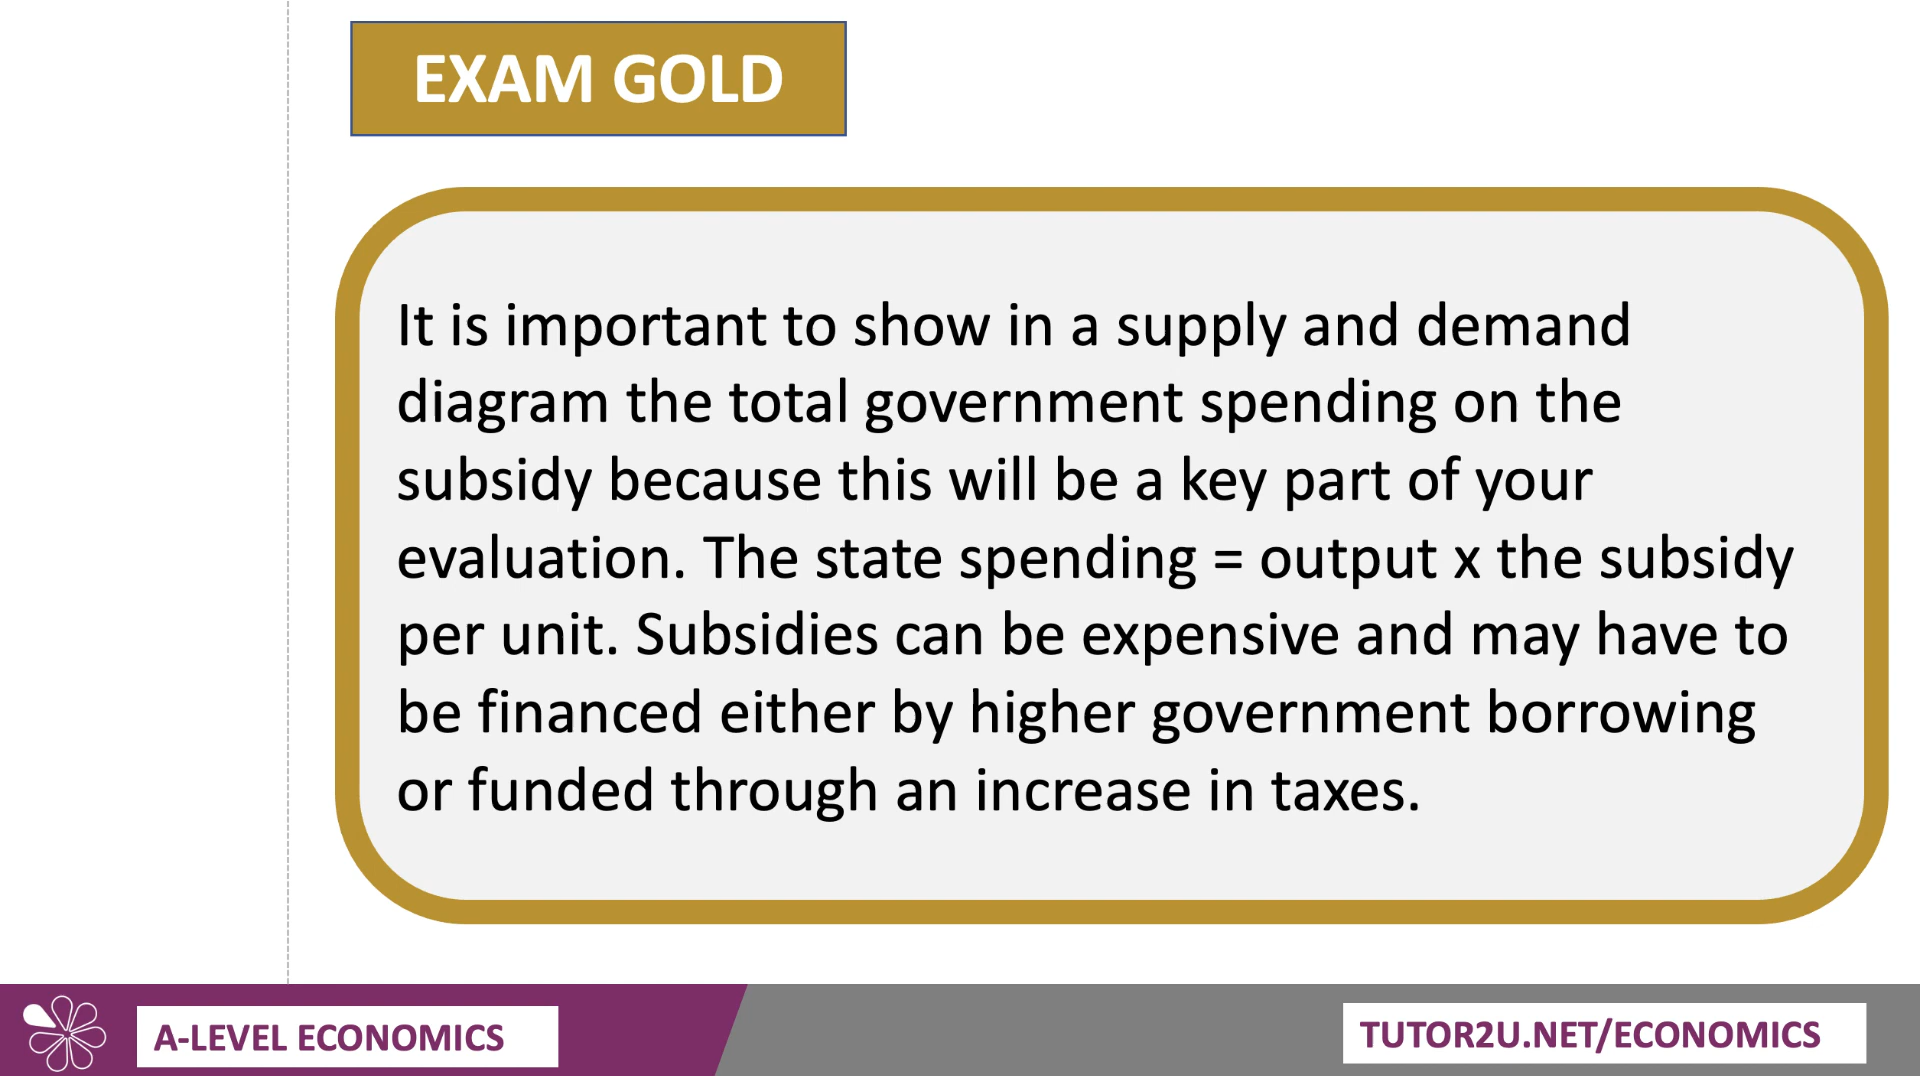 EXAM GOLD
It is important to show in a supply and demand
diagram the total government spending on the
subsidy because this will be a key part of your
evaluation. The state spending = output x the subsidy
per unit. Subsidies can be expensive and may have to
be financed either by higher government borrowing
or funded through an increase in taxes.
A-LEVEL ECONOMICS
TUTOR2U.NET/ECONOMICS